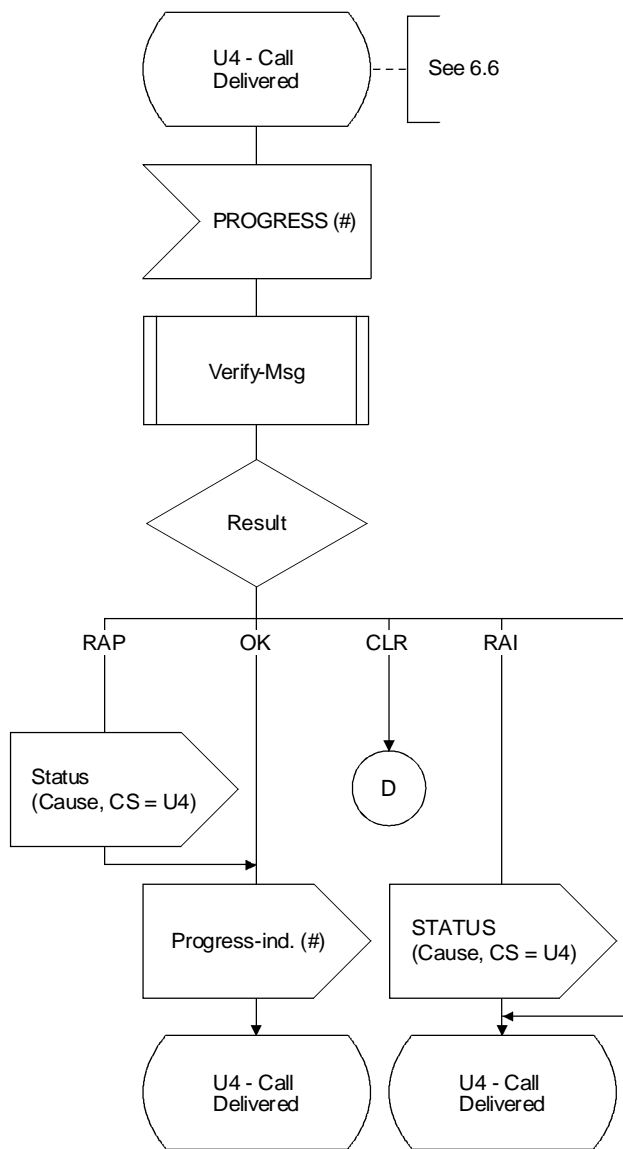 U4 - Call
Delivered
See 6.6
PROGRESS (#)
Verify-Msg
Result
RAP
OK
CLR
RAI
Status
(Cause, CS = U4)
D
Progress-ind. (#)
STATUS
(Cause, CS = U4)
U4 - Call
Delivered
U4 - Call
Delivered